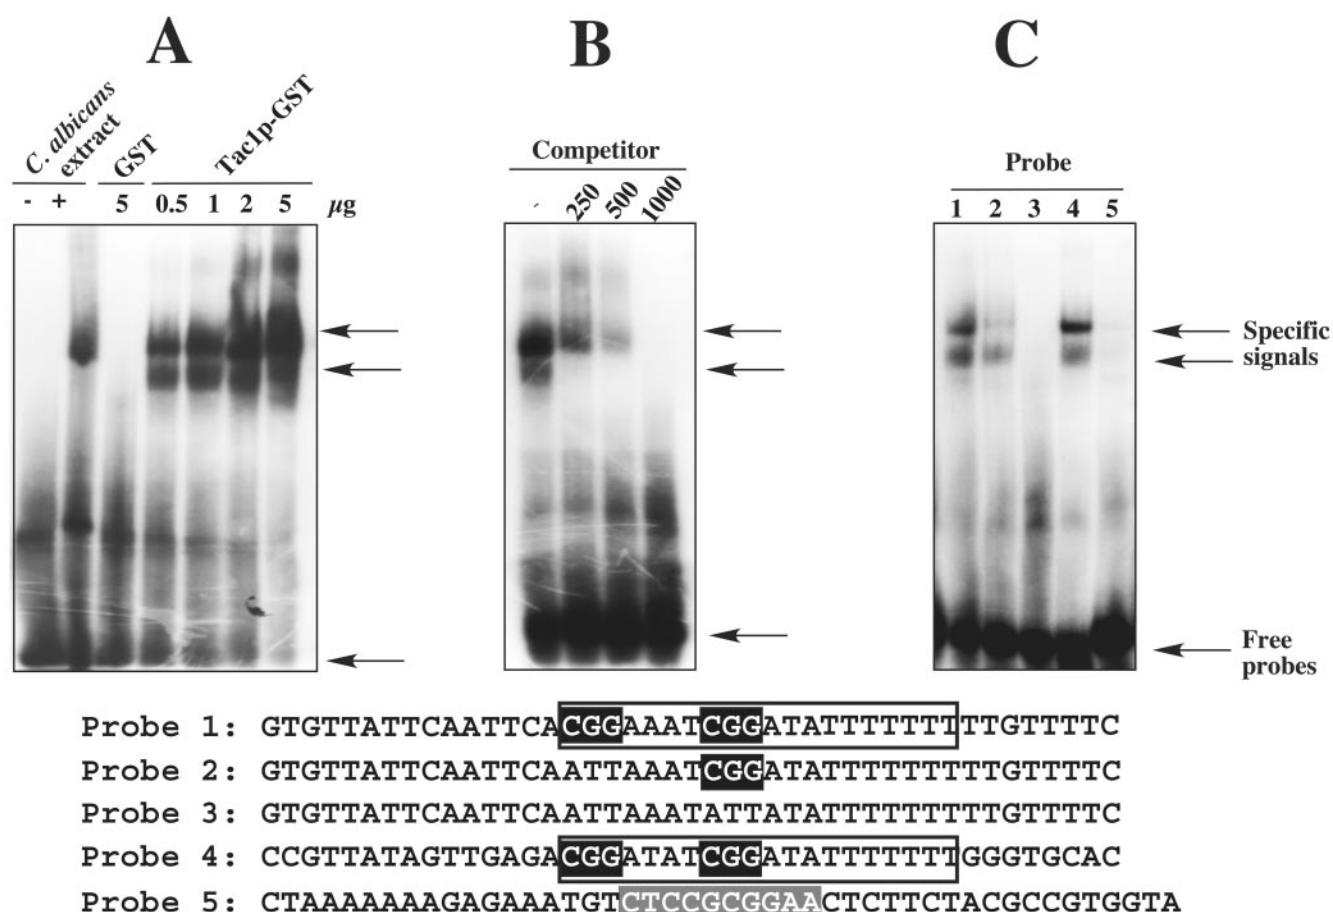 A
B
C
C. albicans extract
GST
Tac1p-GST
- + 5 0.5 1 2 5 µg
Competitor
- 250 500 1000
Probe
1 2 3 4 5
Specific
signals
Free
probes
Probe 1: GTGTTATTCAATTCACGGAAATCGGATATTTTTTTTTGTTTTC
Probe 2: GTGTTATTCAATTCAATTAAATCGGATATTTTTTTTTGTTTTC
Probe 3: GTGTTATTCAATTCAATTAAATATTATATTTTTTTTTGTTTTC
Probe 4: CCGTTATAGTTGAGACGGATATCGGATATTTTTTTGGGTGCAC
Probe 5: CTAAAAAAAGAGAAATGTCTCCGCGGAACTCTTCTACGCCGTGGTA